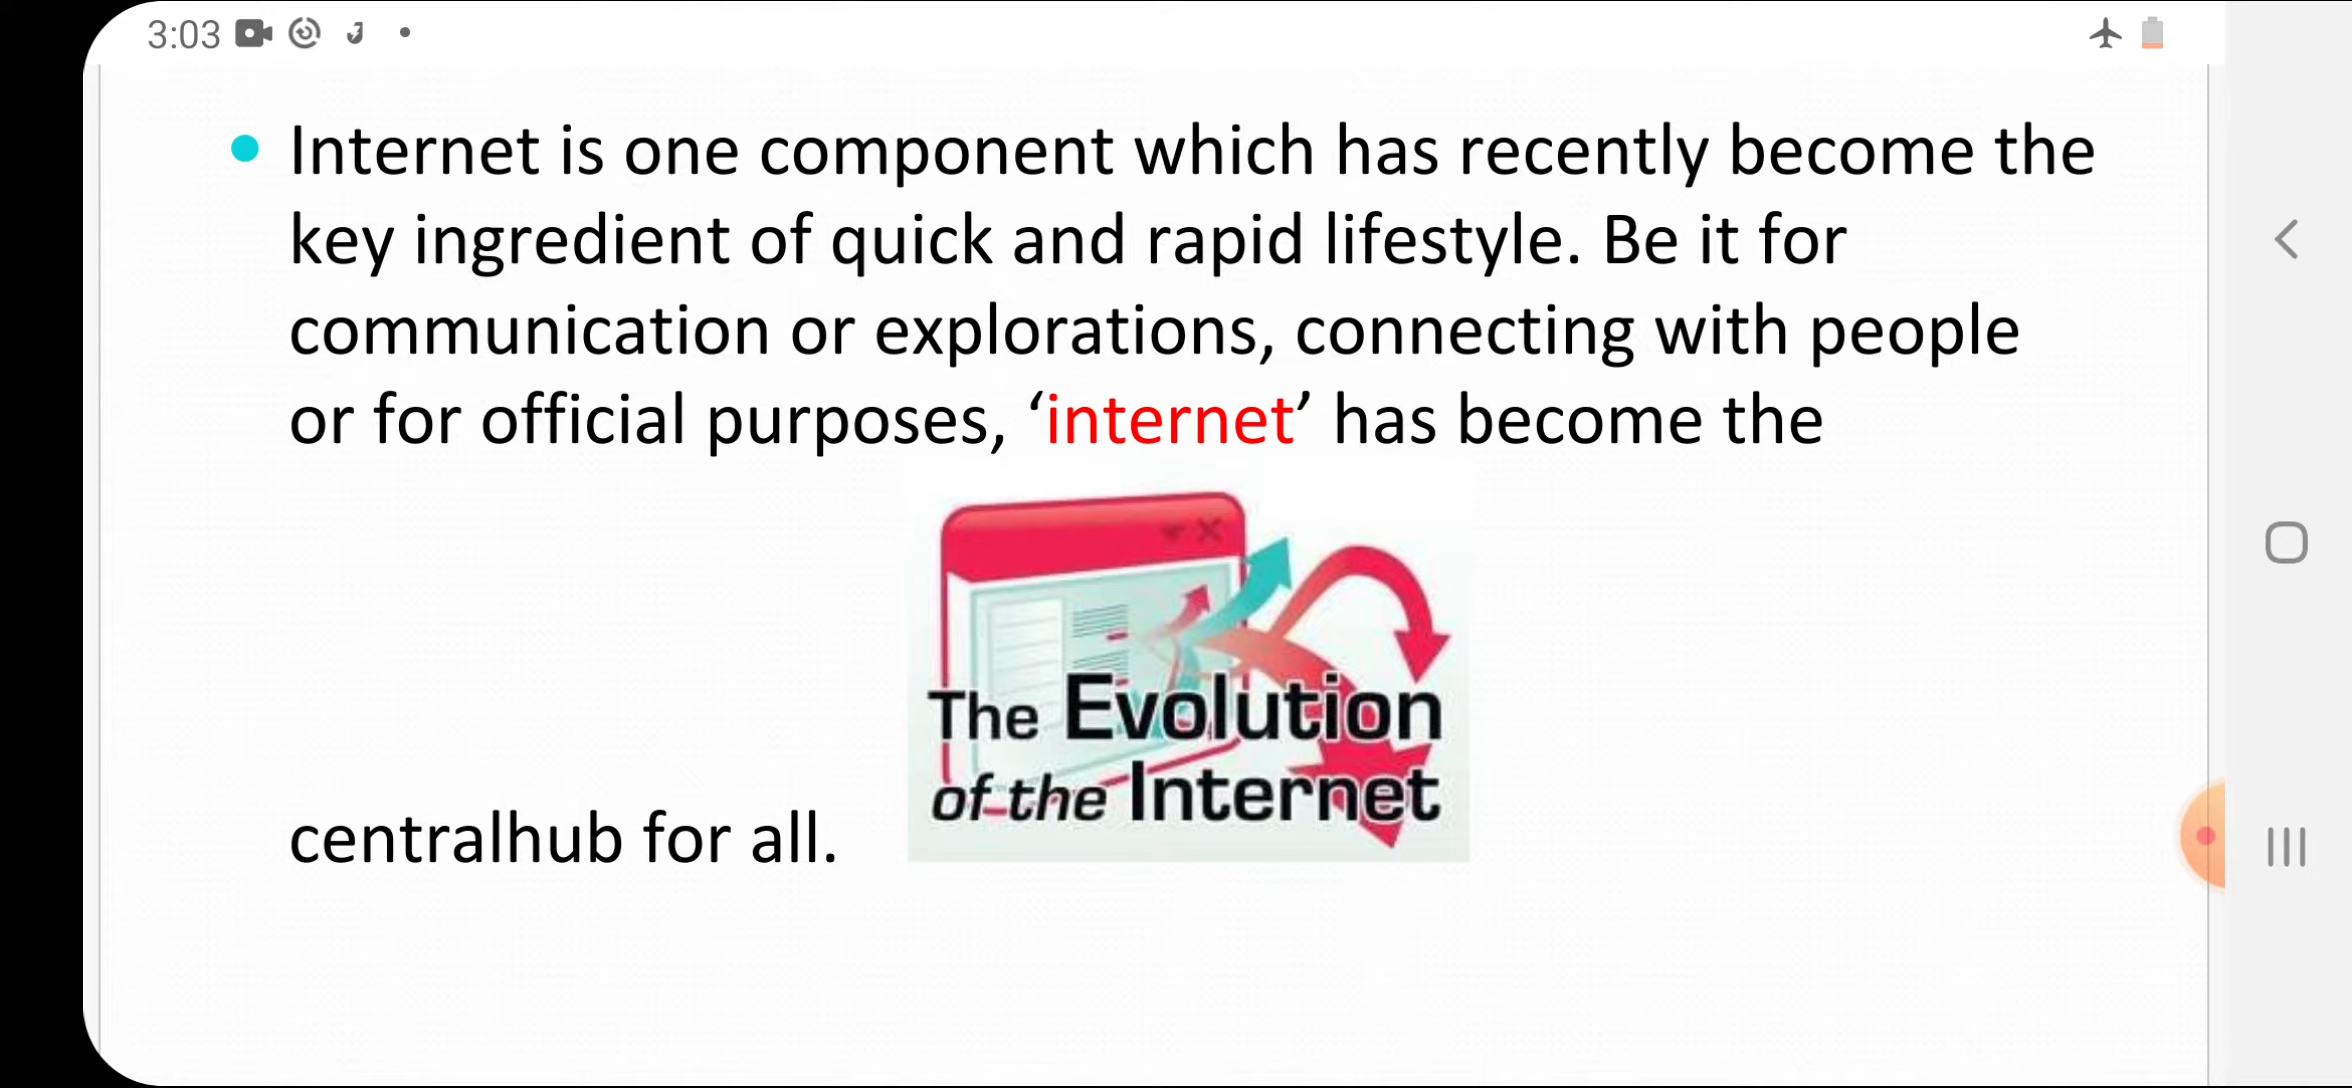 3:03
Internet is one component which has recently become the
key ingredient of quick and rapid lifestyle. Be it for
communication or explorations, connecting with people
or for official purposes, ‘internet’ has become the
The Evolution
of the Internet
centralhub for all.